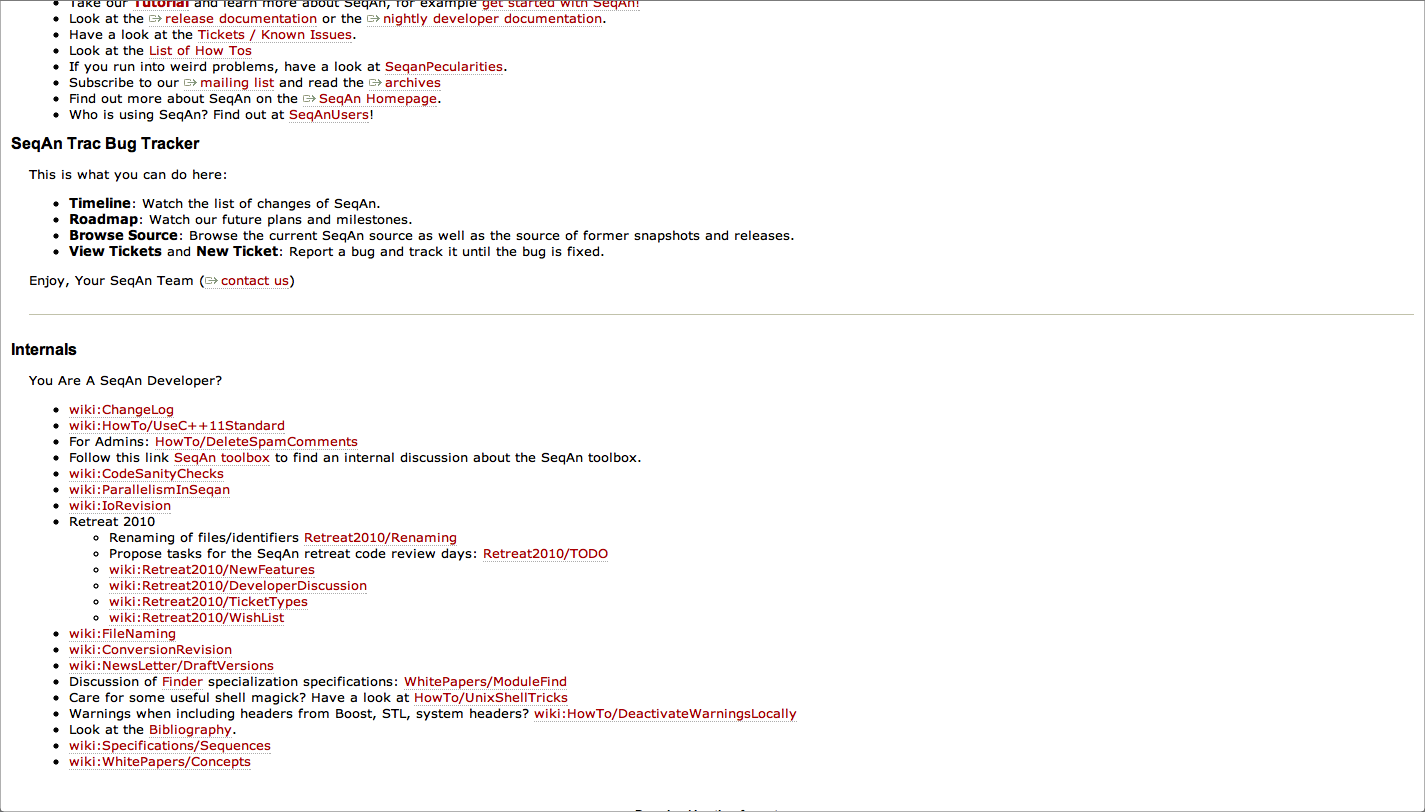 Take our Tutorial and learn more about SeqAn, for example get started with SeqAn!
Look at the release documentation or the nightly developer documentation.
Have a look at the Tickets / Known Issues.
Look at the List of How Tos
If you run into weird problems, have a look at SeqanPecularities.
Subscribe to our mailing list and read the archives
Find out more about SeqAn on the SeqAn Homepage.
Who is using SeqAn? Find out at SeqAnUsers!
SeqAn Trac Bug Tracker
This is what you can do here:
Timeline: Watch the list of changes of SeqAn.
Roadmap: Watch our future plans and milestones.
Browse Source: Browse the current SeqAn source as well as the source of former snapshots and releases.
View Tickets and New Ticket: Report a bug and track it until the bug is fixed.
Enjoy, Your SeqAn Team (contact us)
Internals
You Are A SeqAn Developer?
wiki:ChangeLog
wiki:HowTo/UseC++11Standard
For Admins: HowTo/DeleteSpamComments
Follow this link SeqAn toolbox to find an internal discussion about the SeqAn toolbox.
wiki:CodeSanityChecks
wiki:ParallelismInSeqan
wiki:IoRevision
Retreat 2010
Renaming of files/identifiers Retreat2010/Renaming
Propose tasks for the SeqAn retreat code review days: Retreat2010/TODO
wiki:Retreat2010/NewFeatures
wiki:Retreat2010/DeveloperDiscussion
wiki:Retreat2010/TicketTypes
wiki:Retreat2010/WishList
wiki:FileNaming
wiki:ConversionRevision
wiki:NewsLetter/DraftVersions
Discussion of Finder specialization specifications: WhitePapers/ModuleFind
Care for some useful shell magick? Have a look at HowTo/UnixShellTricks
Warnings when including headers from Boost, STL, system headers? wiki:HowTo/DeactivateWarningsLocally
Look at the Bibliography.
wiki:Specifications/Sequences
wiki:WhitePapers/Concepts